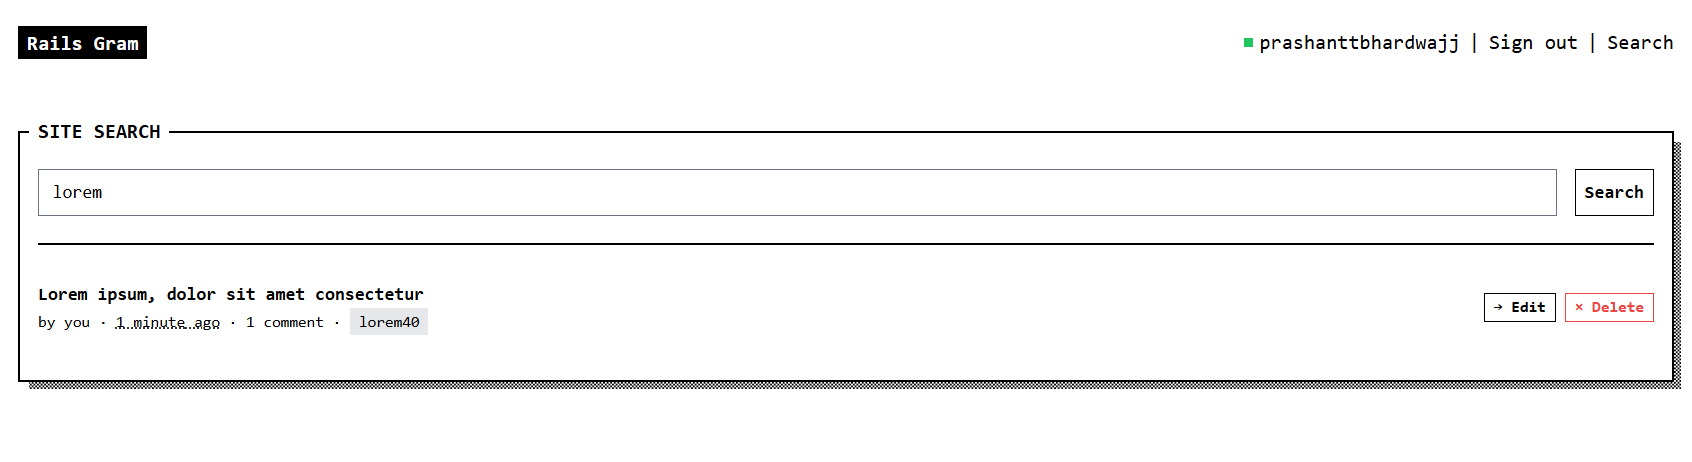 Rails Gram
prashanttbhardwajj | Sign out | Search
SITE SEARCH
lorem
Search
Lorem ipsum, dolor sit amet consectetur
by you · 1 minute ago · 1 comment · lorem40
→ Edit
× Delete